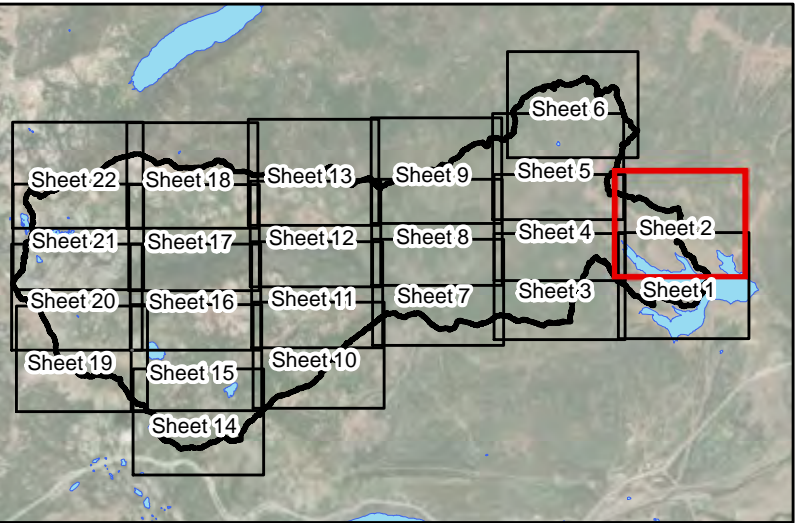 Sheet 6
Sheet 22
Sheet 18
Sheet 13
Sheet 9
Sheet 5
Sheet 21
Sheet 17
Sheet 12
Sheet 8
Sheet 4
Sheet 2
Sheet 20
Sheet 16
Sheet 11
Sheet 7
Sheet 3
Sheet 1
Sheet 19
Sheet 15
Sheet 10
Sheet 14